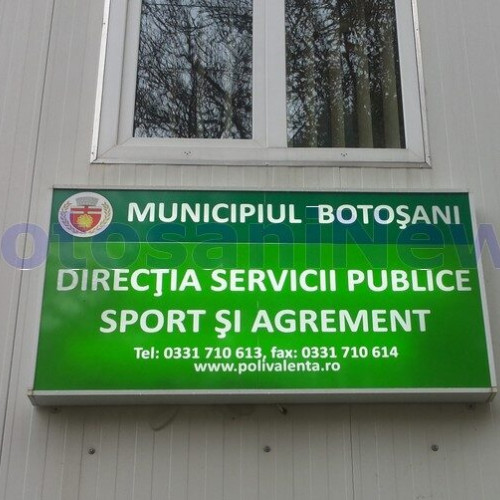 MUNICIPIUL BOTOŞANI
BotosaniNews
DIRECŢIA SERVICII PUBLICE
SPORT ŞI AGREMENT
Tel: 0331 710 613, fax: 0331 710 614
www.polivalenta.ro